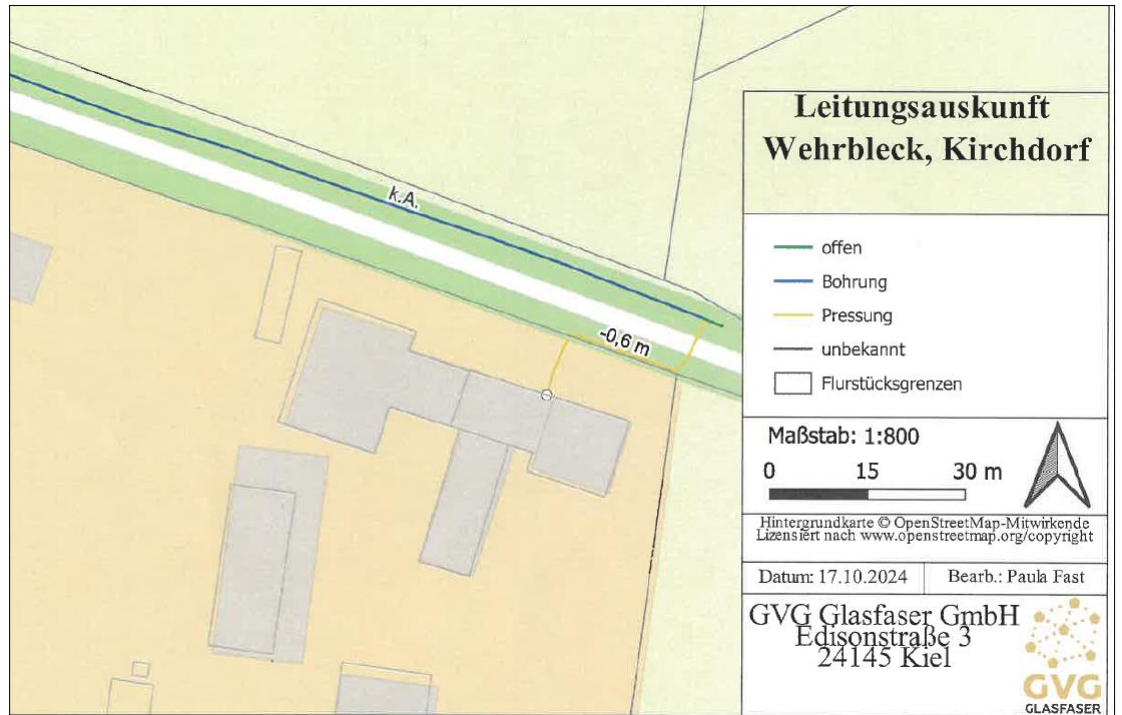 Leitungsauskunft
Wehrbleck, Kirchdorf
k.A.
-0,6 m
offen
Bohrung
Pressung
unbekannt
Flurstücksgrenzen
Maßstab: 1:800
0 15 30 m
Hintergrundkarte © OpenStreetMap-Mitwirkende
Lizensiert nach www.openstreetmap.org/copyright
Datum: 17.10.2024 Bearb.: Paula Fast
GVG Glasfaser GmbH
Edisonstraße 3
24145 Kiel
GVG
GLASFASER